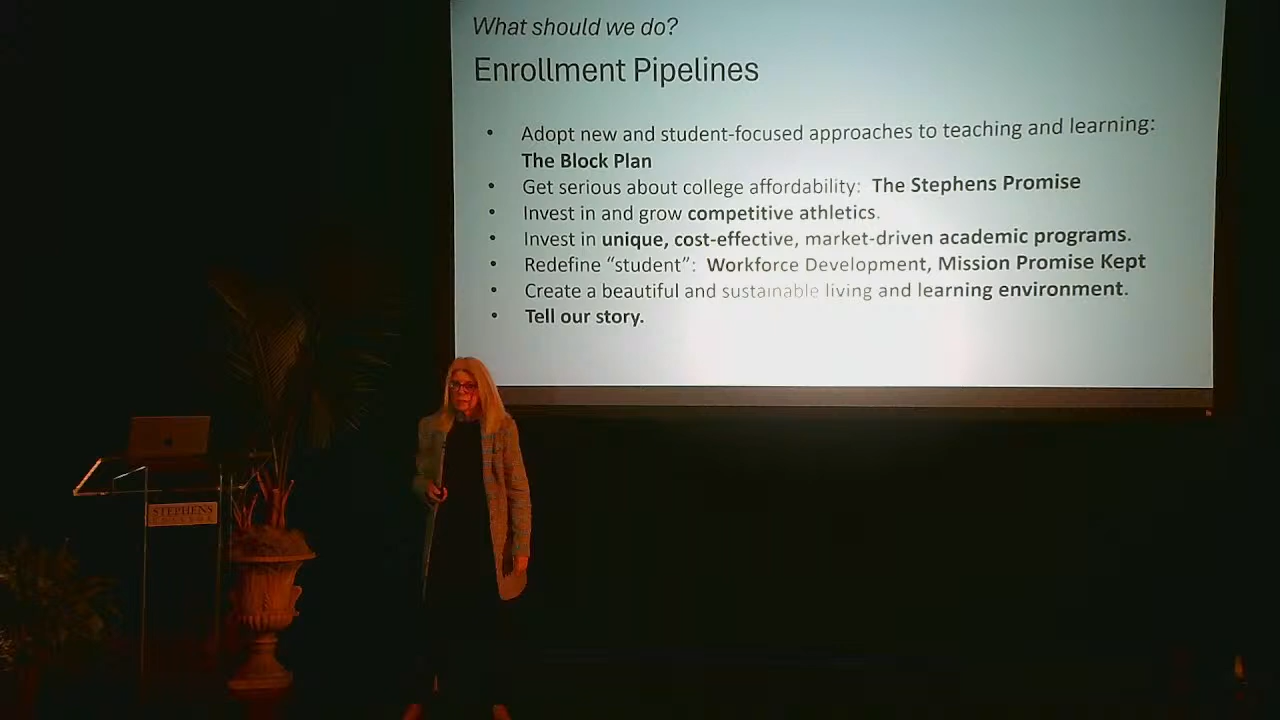 What should we do?
Enrollment Pipelines
• Adopt new and student-focused approaches to teaching and learning:
The Block Plan
• Get serious about college affordability: The Stephens Promise
• Invest in and grow competitive athletics.
• Invest in unique, cost-effective, market-driven academic programs.
• Redefine “student”: Workforce Development, Mission Promise Kept
• Create a beautiful and sustainable living and learning environment.
• Tell our story.
STEPHENS
COLLEGE